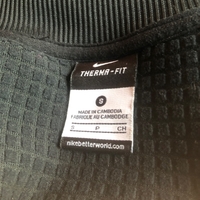 THERMA-FIT
S
MADE IN CAMBODIA
FABRIQUÉ AU CAMBODGE
S P CH
nikebetterworld.com